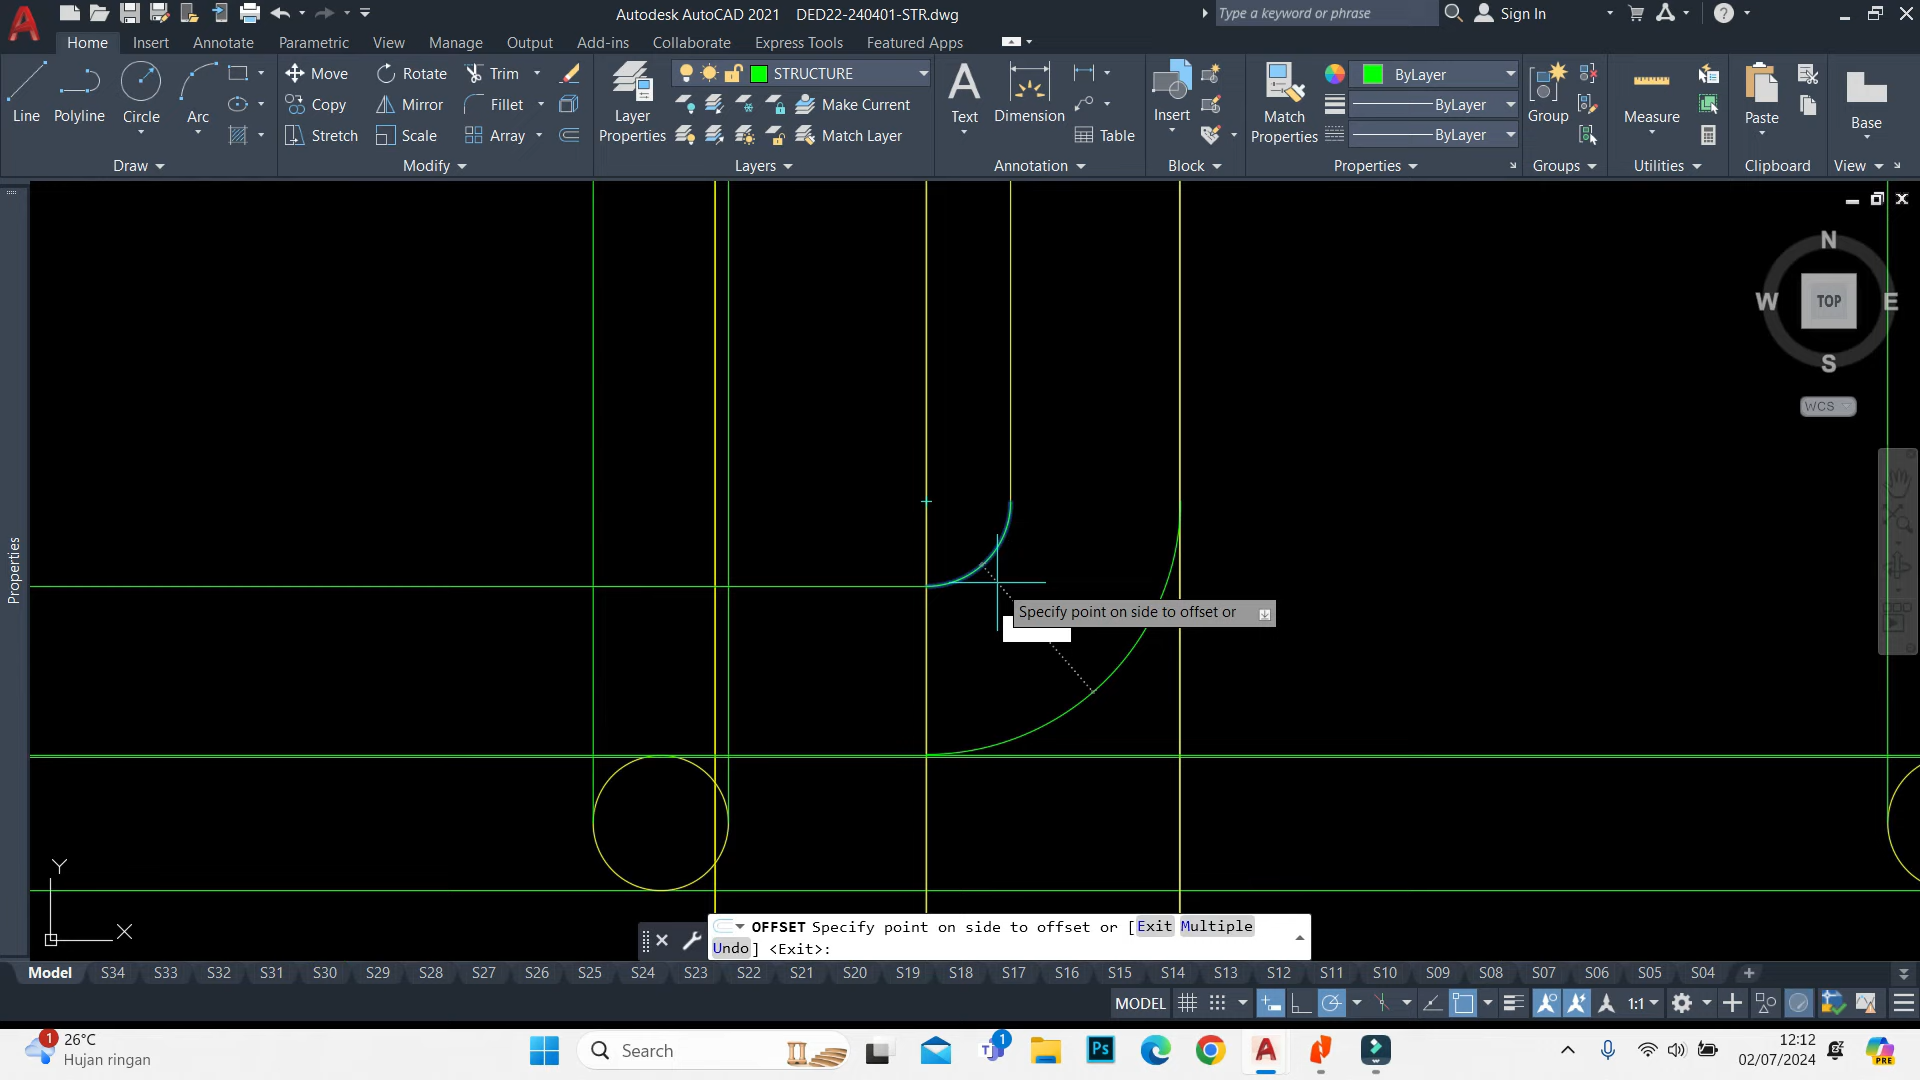 Autodesk AutoCAD 2021 DED22-240401-STR.dwg
Type a keyword or phrase
Sign In
Home Insert Annotate Parametric View Manage Output Add-ins Collaborate Express Tools Featured Apps
Line Polyline Circle Arc
Move Rotate Trim
Copy Mirror Fillet
Stretch Scale Array
Layer Properties
STRUCTURE
Make Current
Match Layer
Text Dimension Table
Insert
Match Properties
ByLayer
ByLayer
ByLayer
Group
Measure
Paste
Base
Draw Modify Layers Annotation Block Properties Groups Utilities Clipboard View
Properties
N
W TOP E
S
WCS
Specify point on side to offset or
Y
X
OFFSET Specify point on side to offset or [Exit Multiple
Undo] <Exit>:
Model S34 S33 S32 S31 S30 S29 S28 S27 S26 S25 S24 S23 S22 S21 S20 S19 S18 S17 S16 S15 S14 S13 S12 S11 S10 S09 S08 S07 S06 S05 S04
MODEL 1:1
1
26°C
Hujan ringan
Search
1
Ps
PRE
12:12
02/07/2024